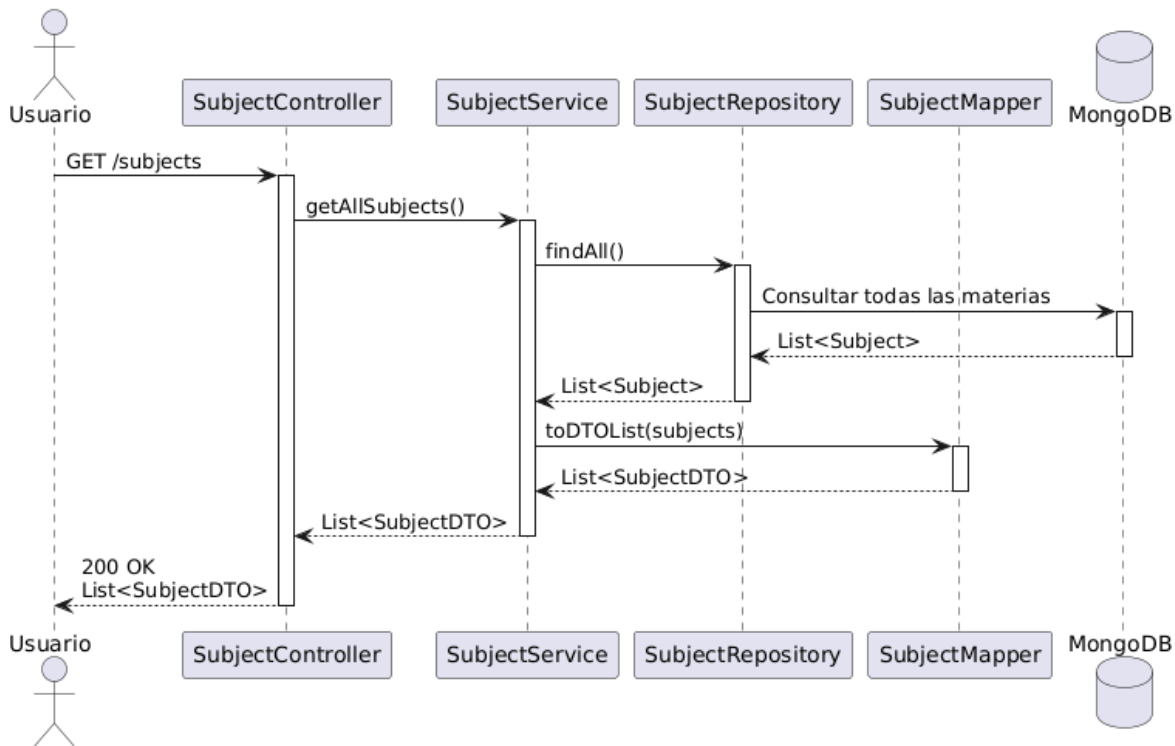 Usuario
SubjectController
SubjectService
SubjectRepository
SubjectMapper
MongoDB
GET /subjects
getAllSubjects()
findAll()
Consultar todas las materias
List<Subject>
List<Subject>
toDTOList(subjects)
List<SubjectDTO>
List<SubjectDTO>
200 OK
List<SubjectDTO>
Usuario
SubjectController
SubjectService
SubjectRepository
SubjectMapper
MongoDB